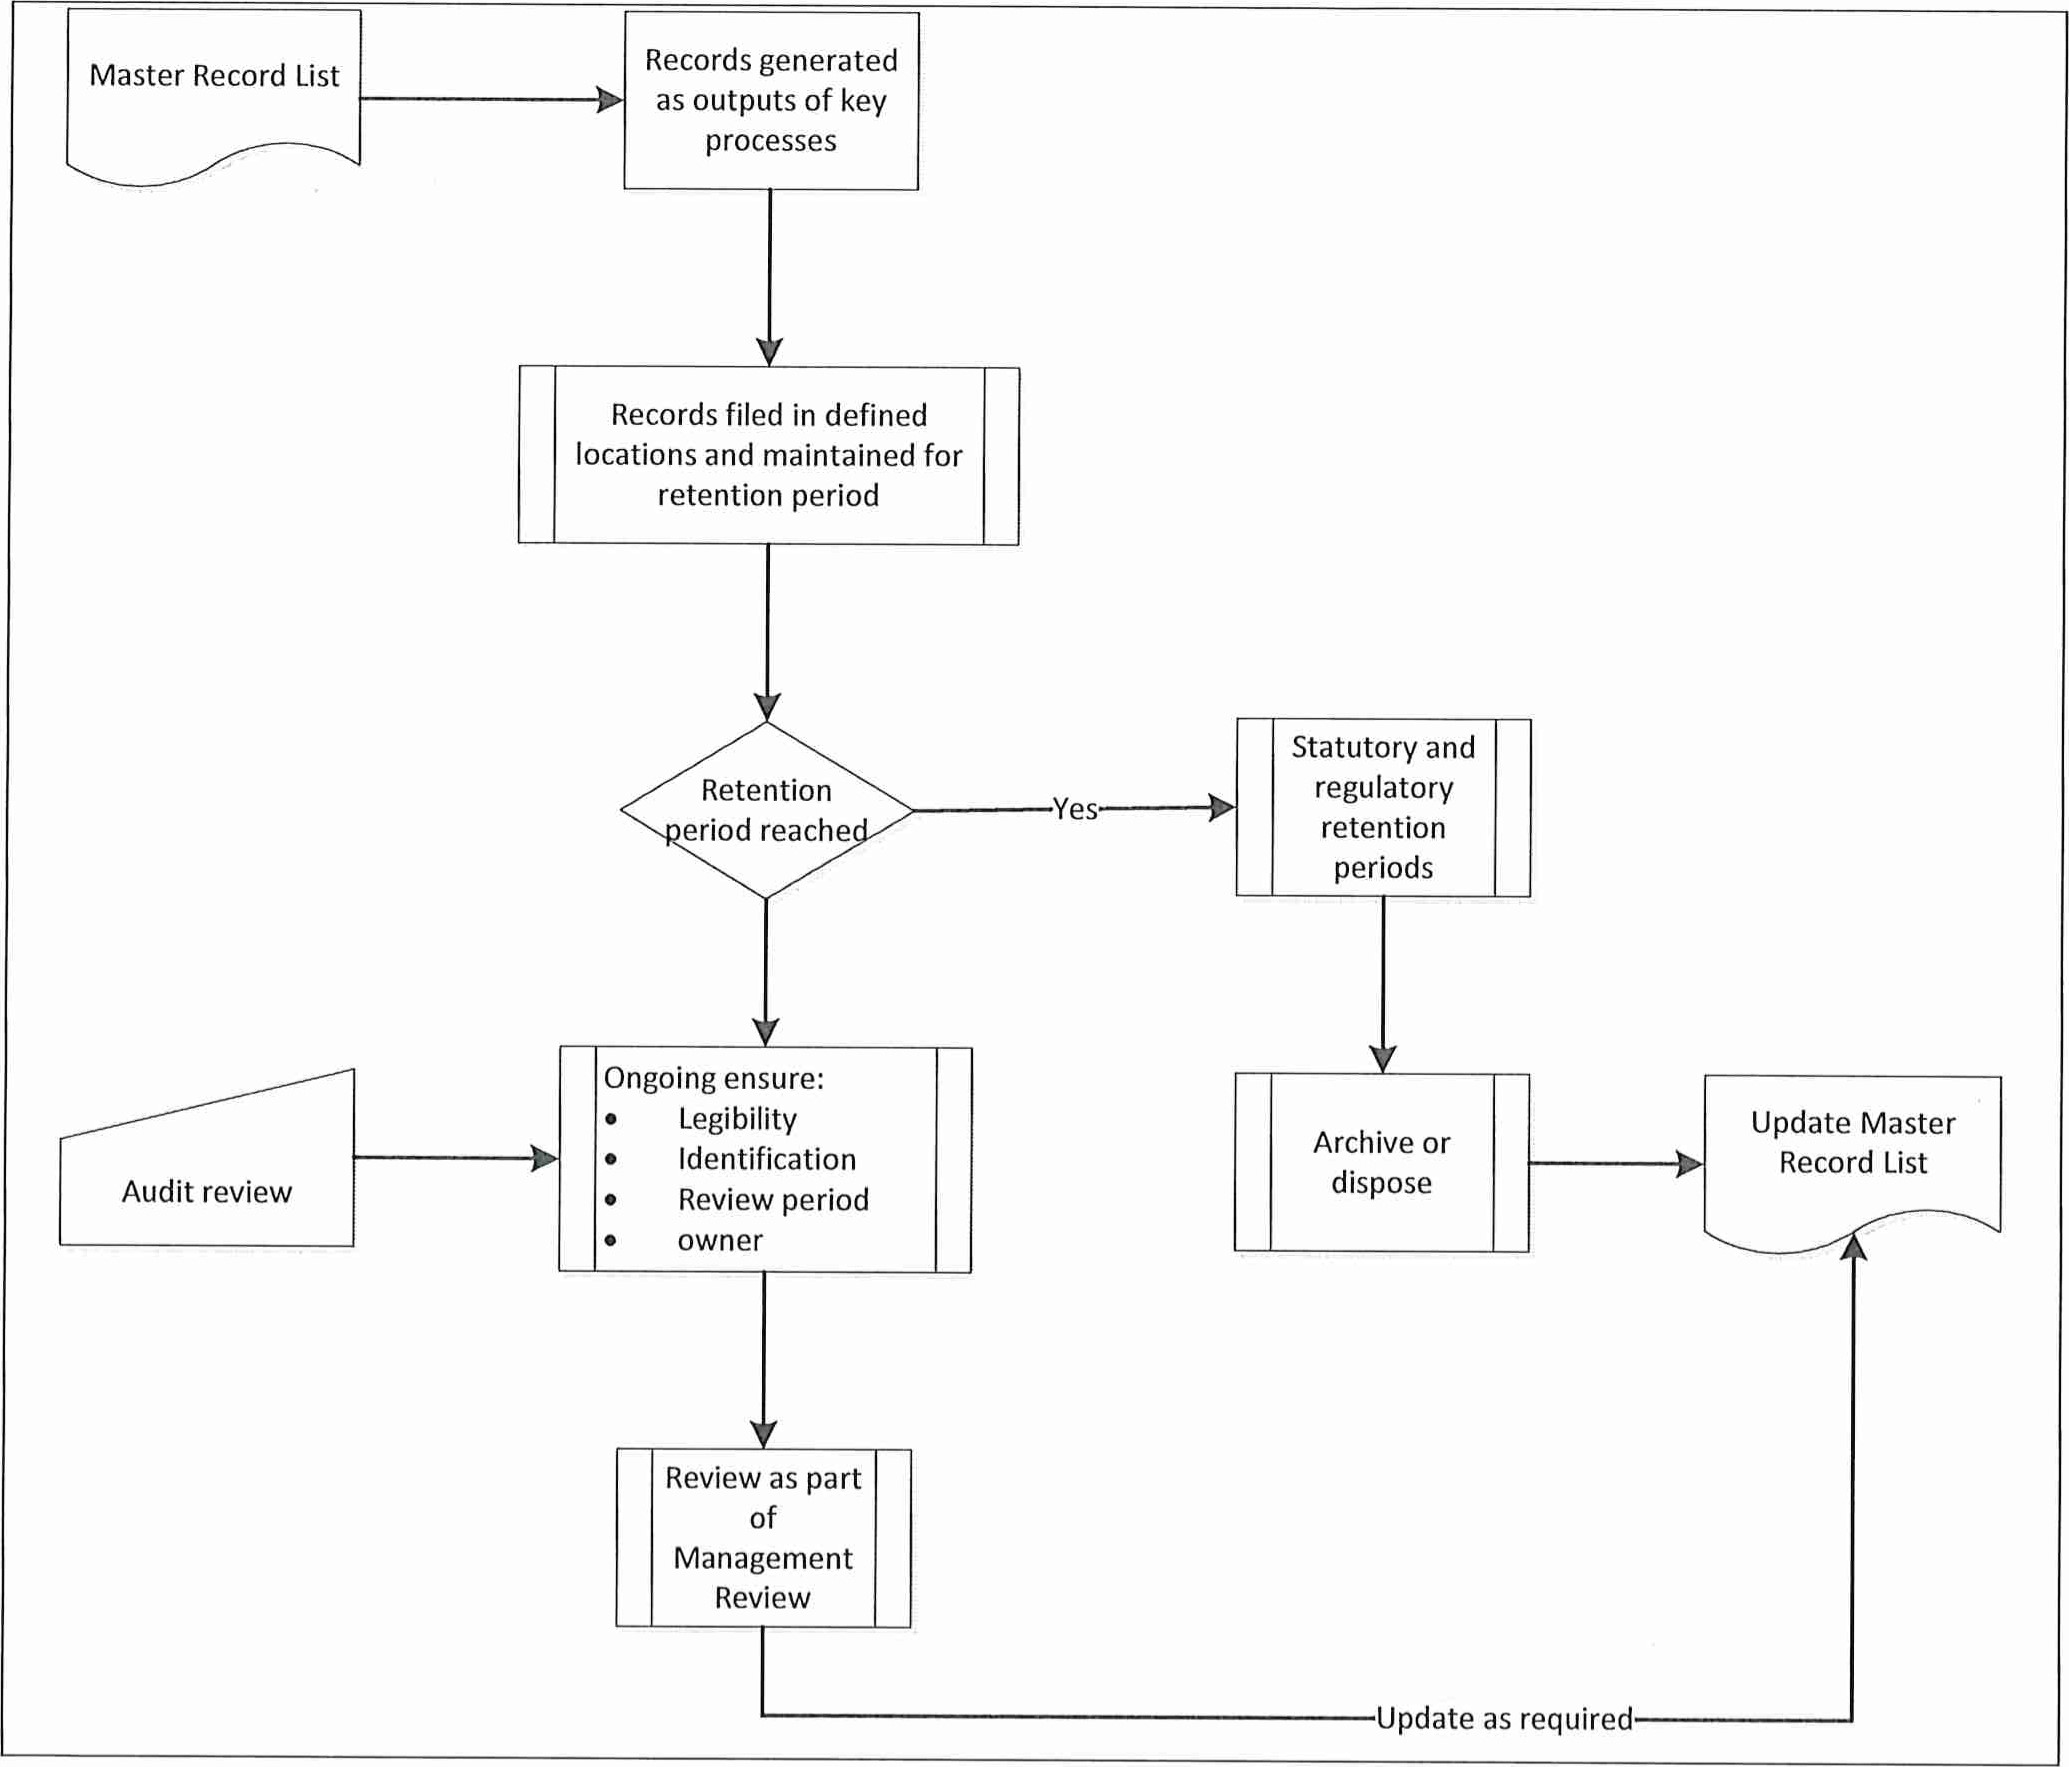 Master Record List
Records generated
as outputs of key
processes
Records filed in defined
locations and maintained for
retention period
Retention
period reached
Yes
Statutory and
regulatory
retention
periods
Ongoing ensure:
• Legibility
• Identification
• Review period
• owner
Audit review
Archive or
dispose
Update Master
Record List
Review as part
of
Management
Review
Update as required